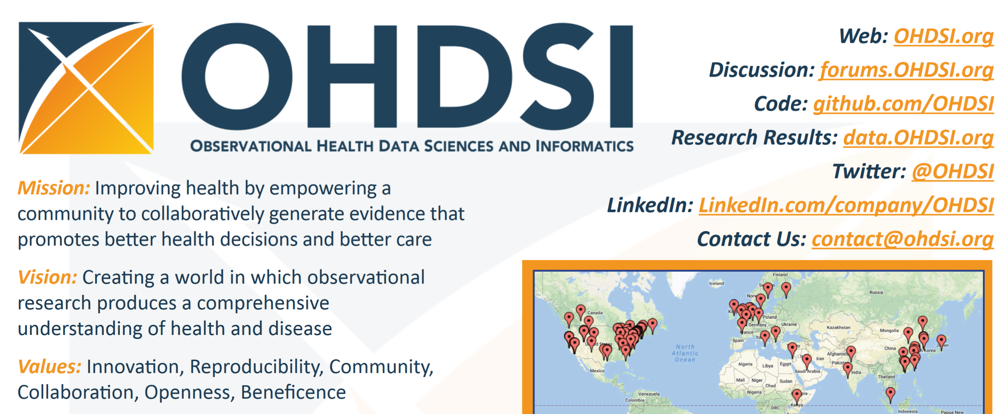 OHDSI
OBSERVATIONAL HEALTH DATA SCIENCES AND INFORMATICS
Web: OHDSI.org
Discussion: forums.OHDSI.org
Code: github.com/OHDSI
Research Results: data.OHDSI.org
Twitter: @OHDSI
LinkedIn: LinkedIn.com/company/OHDSI
Contact Us: contact@ohdsi.org
Mission: Improving health by empowering a
community to collaboratively generate evidence that
promotes better health decisions and better care
Vision: Creating a world in which observational
research produces a comprehensive
understanding of health and disease
Values: Innovation, Reproducibility, Community,
Collaboration, Openness, Beneficence
Finland
Iceland
Russia
Canada
Poland
Germany
Ukraine
France
Kazakhstan
Mongolia
Spain
North
Atlantic
Ocean
China
Iran
Algeria
Libya
Egypt
Mexico
Saudi Arabia
India
Thailand
Mali
Niger
Chad
Sudan
Nigeria
Venezuela
Colombia
DRC
Kenya
Indonesia
Papua New